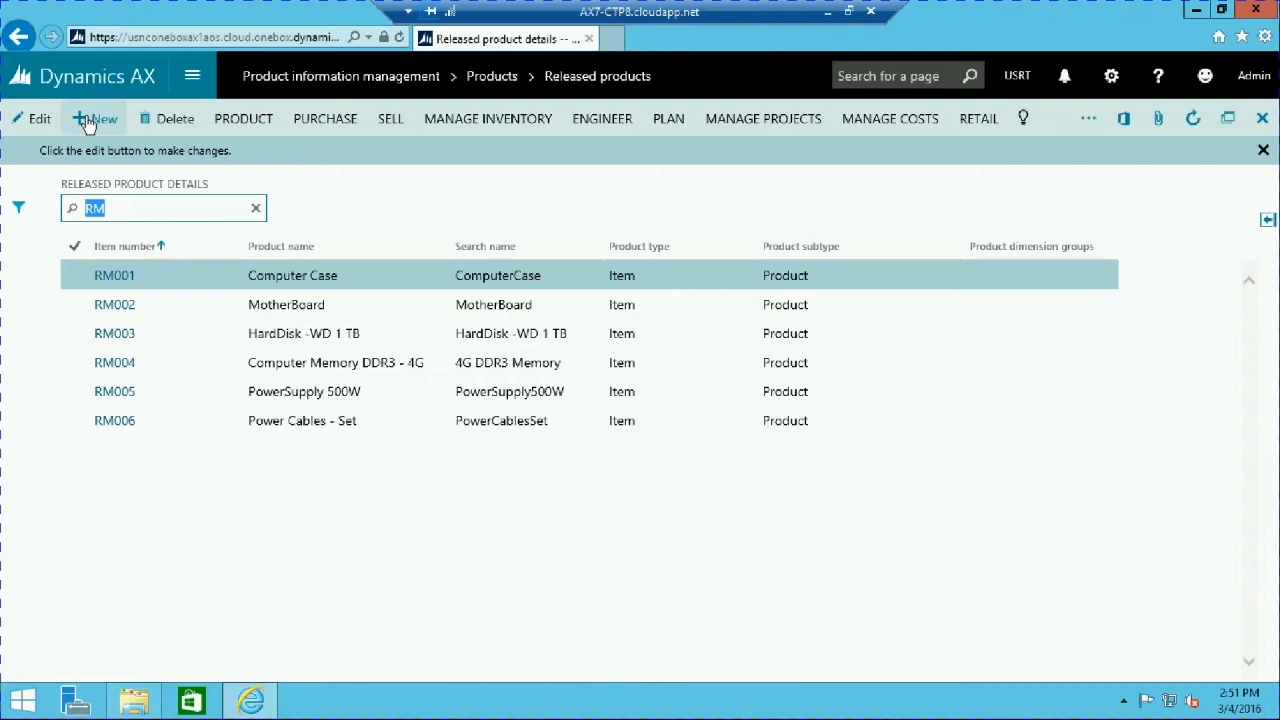 AX7-CTP8.cloudapp.net
https://usnconeboxax1aos.cloud.onebox.dynami...
Released product details -- ...
Dynamics AX
Product information management > Products > Released products
Search for a page
USRT
Admin
Edit New Delete PRODUCT PURCHASE SELL MANAGE INVENTORY ENGINEER PLAN MANAGE PROJECTS MANAGE COSTS RETAIL
Click the edit button to make changes.
RELEASED PRODUCT DETAILS
RM
Item number Product name Search name Product type Product subtype Product dimension groups
RM001 Computer Case ComputerCase Item Product
RM002 MotherBoard MotherBoard Item Product
RM003 HardDisk -WD 1 TB HardDisk -WD 1 TB Item Product
RM004 Computer Memory DDR3 - 4G 4G DDR3 Memory Item Product
RM005 PowerSupply 500W PowerSupply500W Item Product
RM006 Power Cables - Set PowerCablesSet Item Product
2:51 PM
3/4/2016